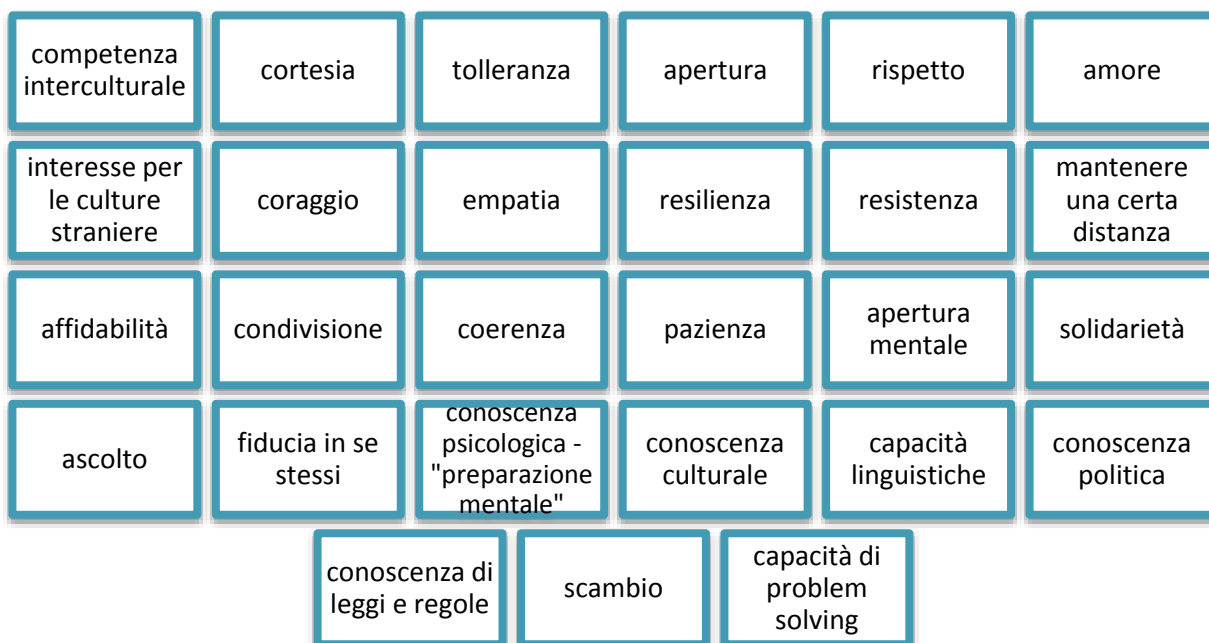 competenza
interculturale
cortesia
tolleranza
apertura
rispetto
amore
interesse per
le culture
straniere
coraggio
empatia
resilienza
resistenza
mantenere
una certa
distanza
affidabilità
condivisione
coerenza
pazienza
apertura
mentale
solidarietà
ascolto
fiducia in se
stessi
conoscenza
psicologica -
"preparazione
mentale"
conoscenza
culturale
capacità
linguistiche
conoscenza
politica
conoscenza di
leggi e regole
scambio
capacità di
problem
solving